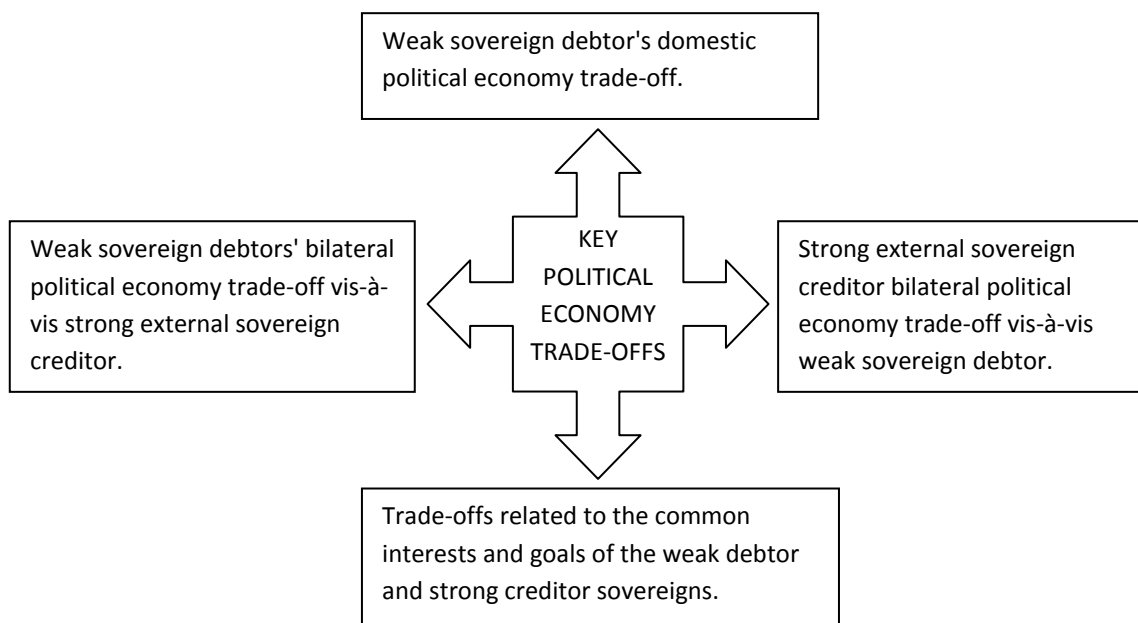 Weak sovereign debtor's domestic
political economy trade-off.
Weak sovereign debtors' bilateral
political economy trade-off vis-à-
vis strong external sovereign
creditor.
KEY
POLITICAL
ECONOMY
TRADE-OFFS
Strong external sovereign
creditor bilateral political
economy trade-off vis-à-vis
weak sovereign debtor.
Trade-offs related to the common
interests and goals of the weak debtor
and strong creditor sovereigns.